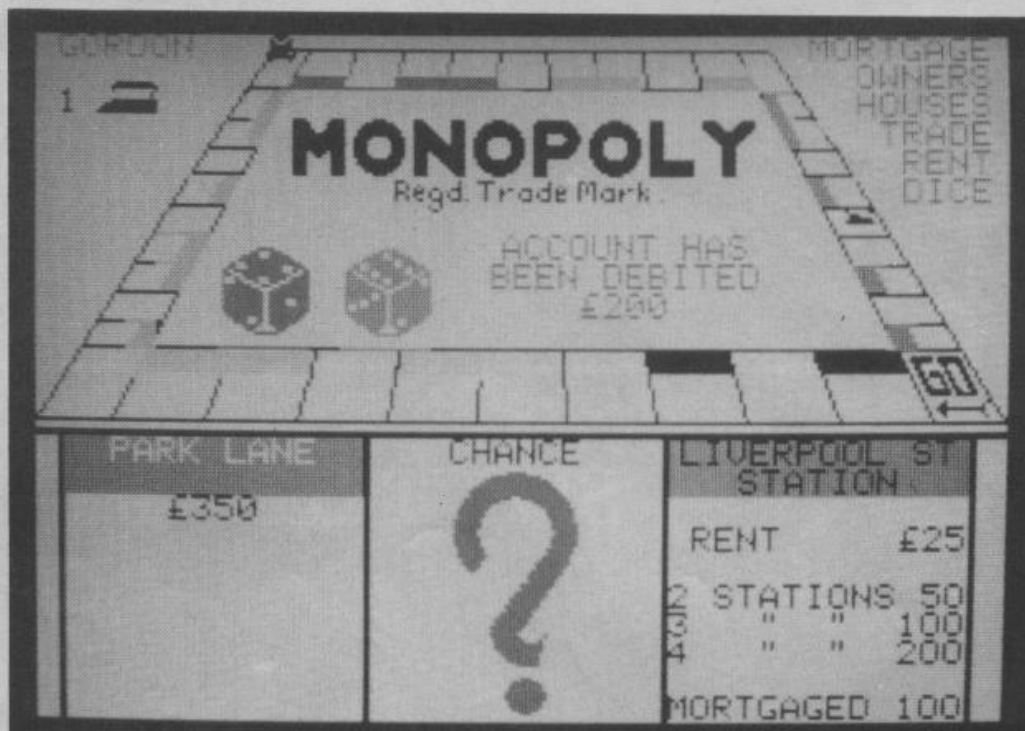 GORDON
1
MORTGAGE
OWNERS
HOUSES
TRADE
RENT
DICE
MONOPOLY
Regd. Trade Mark.
ACCOUNT HAS
BEEN DEBITED
£200
GO
PARK LANE
£350
CHANCE
?
LIVERPOOL ST
STATION
RENT £25
2 STATIONS 50
3 " " 100
4 " " 200
MORTGAGED 100